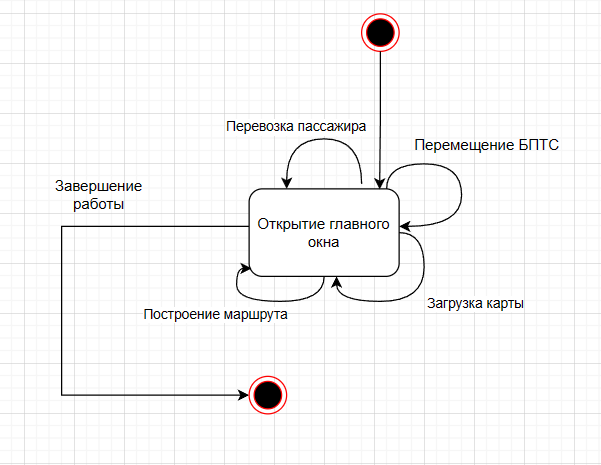 Перевозка пассажира
Перемещение БПТС
Завершение
работы
Открытие главного
окна
Загрузка карты
Построение маршрута